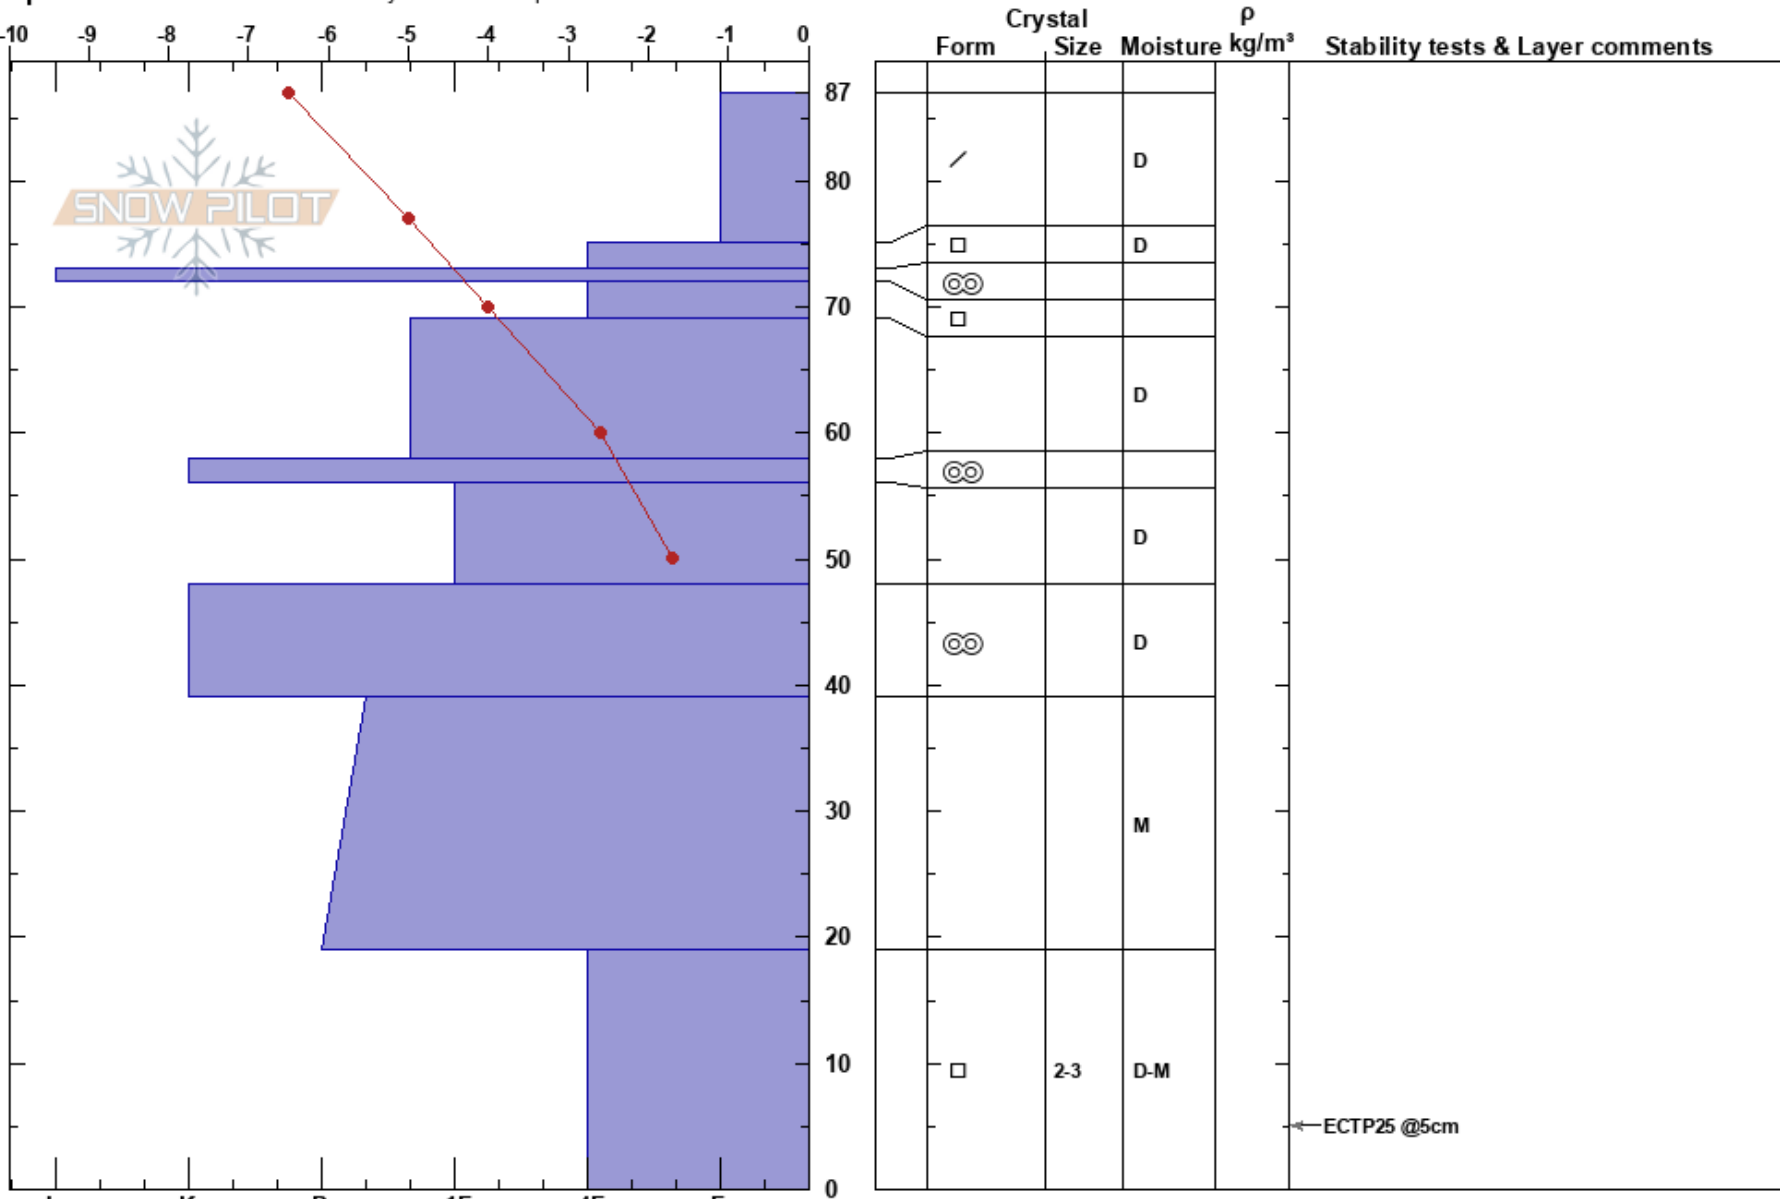 Crystal ρ
-10 -9 -8 -7 -6 -5 -4 -3 -2 -1 0 Form Size Moisture kg/m³ Stability tests & Layer comments
87
SNOW PILOT
D
80
D
70
D
60
D
50
D
40
30
M
20
10 2-3 D-M
ECTP25 @5cm
0